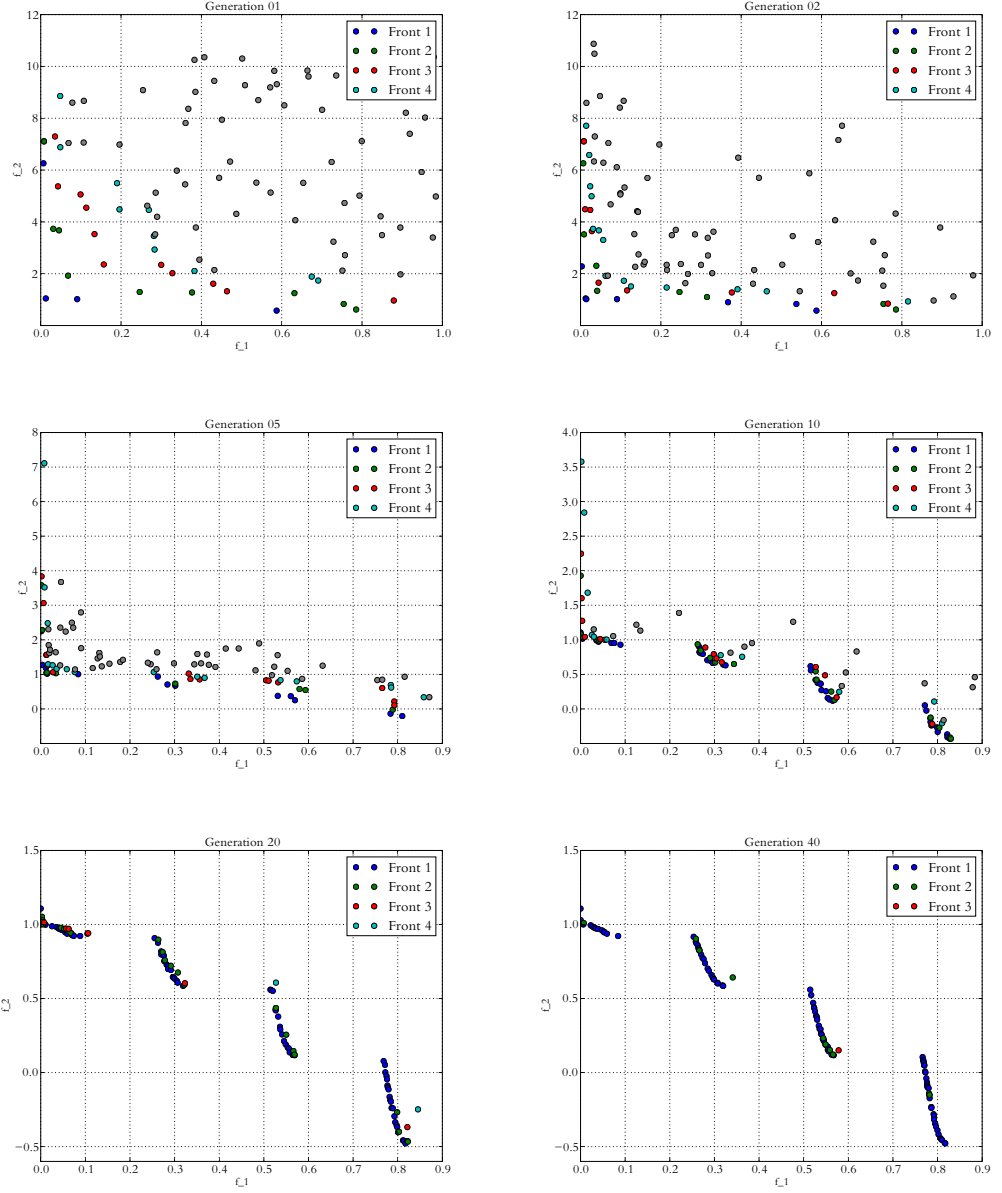 Generation 01
12
10
8
6
4
2
0.0 0.2 0.4 0.6 0.8 1.0
f_1
f_2
Front 1
Front 2
Front 3
Front 4
Generation 02
12
10
8
6
4
2
0.0 0.2 0.4 0.6 0.8 1.0
f_1
f_2
Front 1
Front 2
Front 3
Front 4
Generation 05
8
7
6
5
4
3
2
1
0
0.0 0.1 0.2 0.3 0.4 0.5 0.6 0.7 0.8 0.9
f_1
f_2
Front 1
Front 2
Front 3
Front 4
Generation 10
4.0
3.5
3.0
2.5
2.0
1.5
1.0
0.5
0.0
0.0 0.1 0.2 0.3 0.4 0.5 0.6 0.7 0.8 0.9
f_1
f_2
Front 1
Front 2
Front 3
Front 4
Generation 20
1.5
1.0
0.5
0.0
−0.5
0.0 0.1 0.2 0.3 0.4 0.5 0.6 0.7 0.8 0.9
f_1
f_2
Front 1
Front 2
Front 3
Front 4
Generation 40
1.5
1.0
0.5
0.0
−0.5
0.0 0.1 0.2 0.3 0.4 0.5 0.6 0.7 0.8 0.9
f_1
f_2
Front 1
Front 2
Front 3